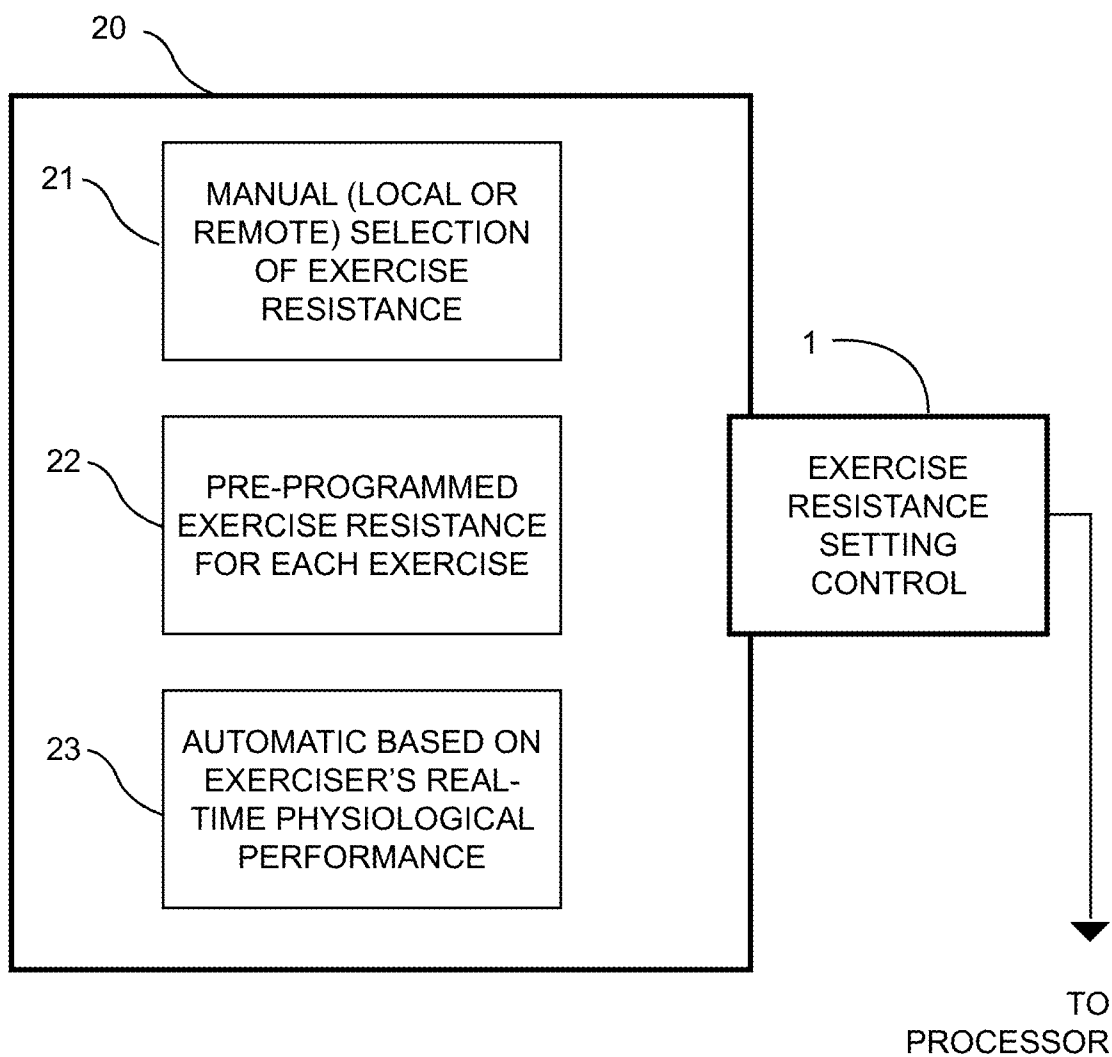 20
21
MANUAL (LOCAL OR
REMOTE) SELECTION
OF EXERCISE
RESISTANCE
1
22
PRE-PROGRAMMED
EXERCISE RESISTANCE
FOR EACH EXERCISE
EXERCISE
RESISTANCE
SETTING
CONTROL
23
AUTOMATIC BASED ON
EXERCISER'S REAL-
TIME PHYSIOLOGICAL
PERFORMANCE
TO
PROCESSOR